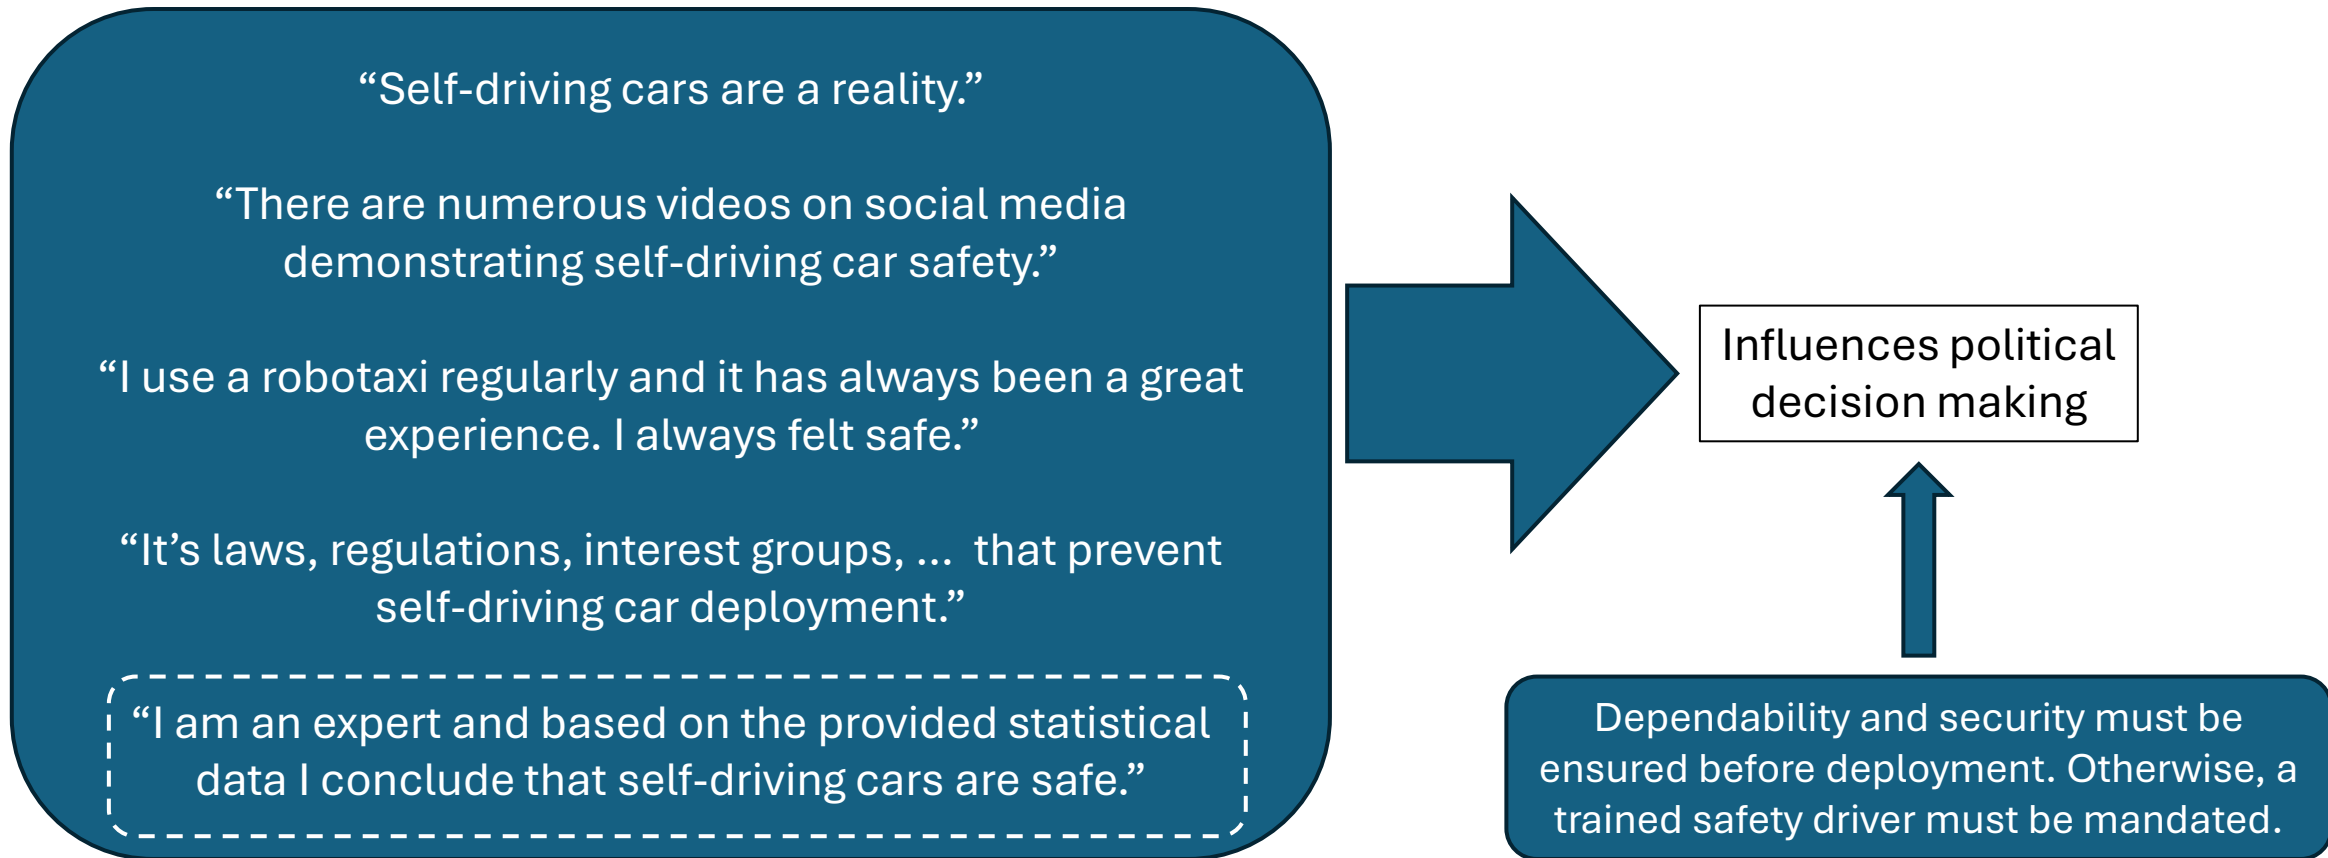 “Self-driving cars are a reality.”
“There are numerous videos on social media
demonstrating self-driving car safety.”
“I use a robotaxi regularly and it has always been a great
experience. I always felt safe.”
“It’s laws, regulations, interest groups, … that prevent
self-driving car deployment.”
“I am an expert and based on the provided statistical
data I conclude that self-driving cars are safe.”
Influences political
decision making
Dependability and security must be
ensured before deployment. Otherwise, a
trained safety driver must be mandated.